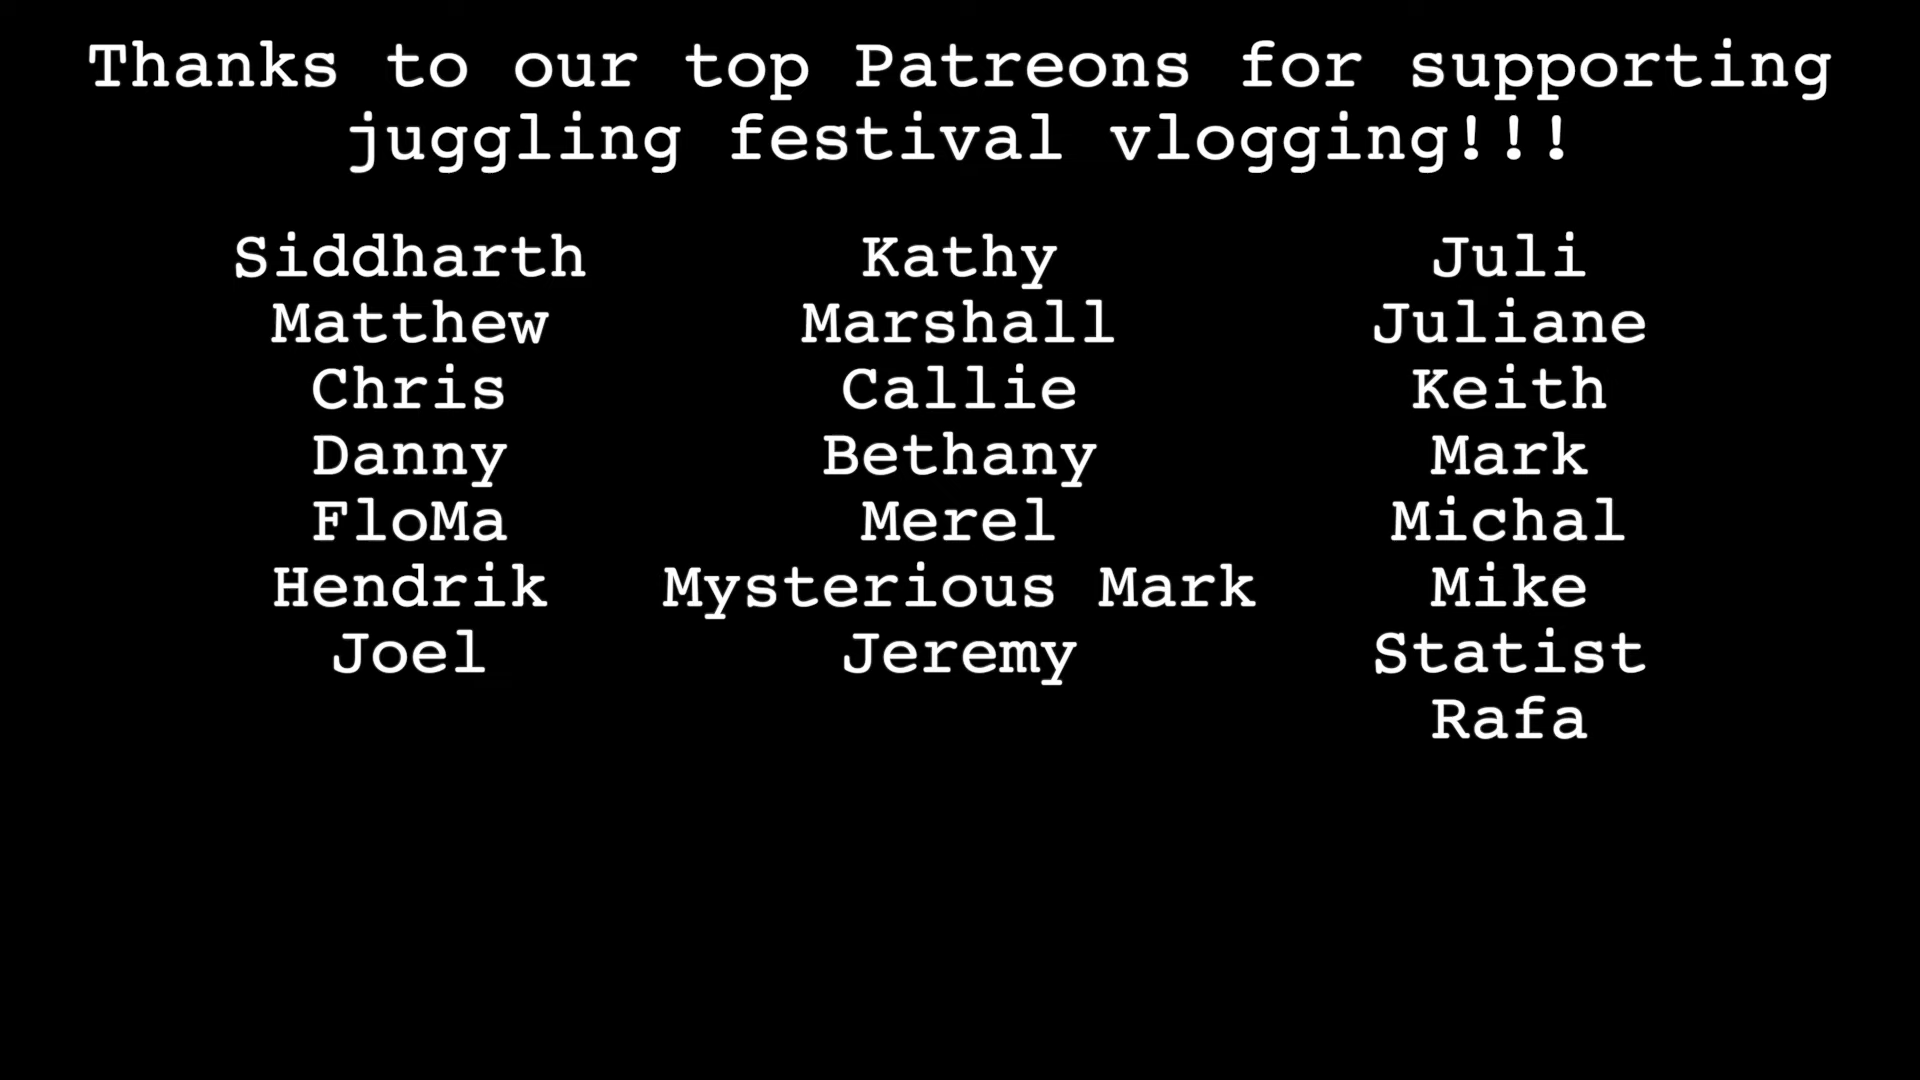 Thanks to our top Patreons for supporting
juggling festival vlogging!!!
Siddharth
Matthew
Chris
Danny
FloMa
Hendrik
Joel
Kathy
Marshall
Callie
Bethany
Merel
Mysterious Mark
Jeremy
Juli
Juliane
Keith
Mark
Michal
Mike
Statist
Rafa